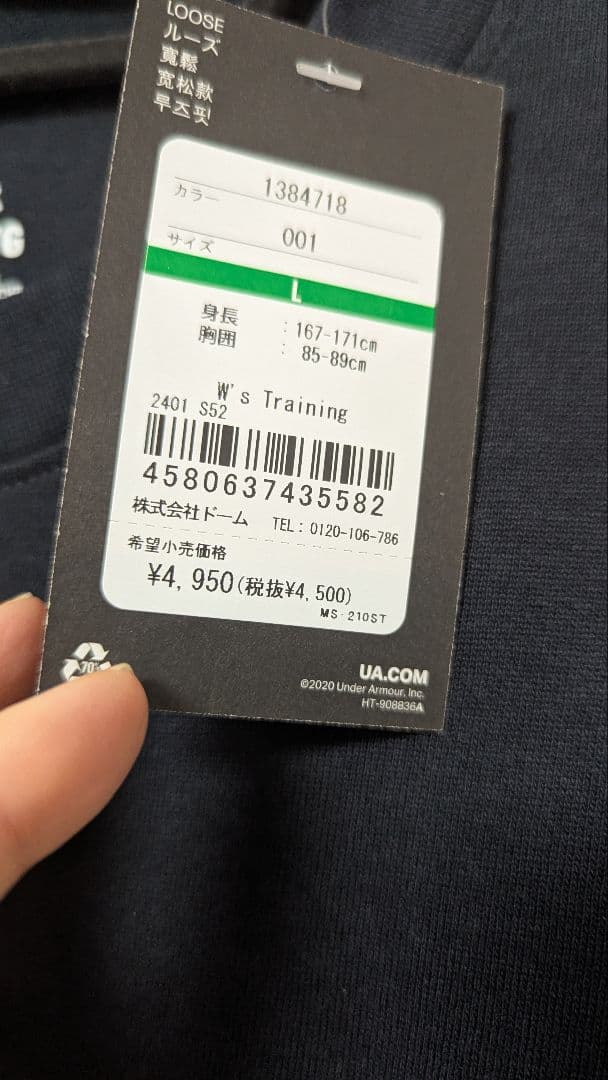 LOOSE
ルーズ
寬鬆
宽松款
루즈핏
1384718
カラー 001
サイズ
L
身長 : 167-171cm
胸囲 : 85-89cm
W's Training
2401 S52
4580637435582
株式会社ドーム TEL: 0120-106-786
希望小売価格
¥4,950(税抜¥4,500)
MS-210ST
70%
UA.COM
©2020 Under Armour, Inc.
HT-908836A